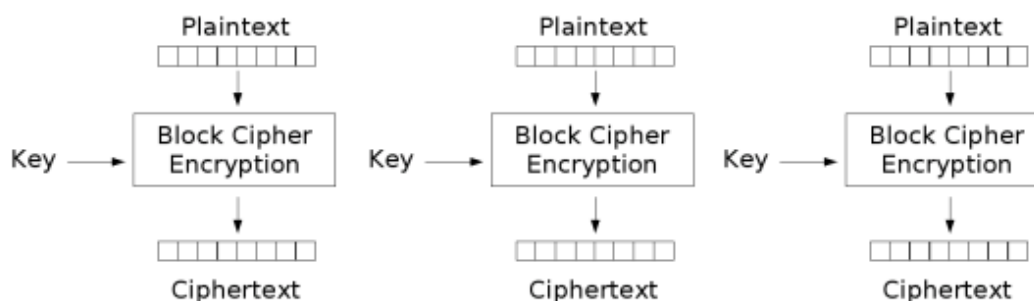 Plaintext Plaintext Plaintext
Key Block Cipher Encryption Key Block Cipher Encryption Key Block Cipher Encryption
Ciphertext Ciphertext Ciphertext